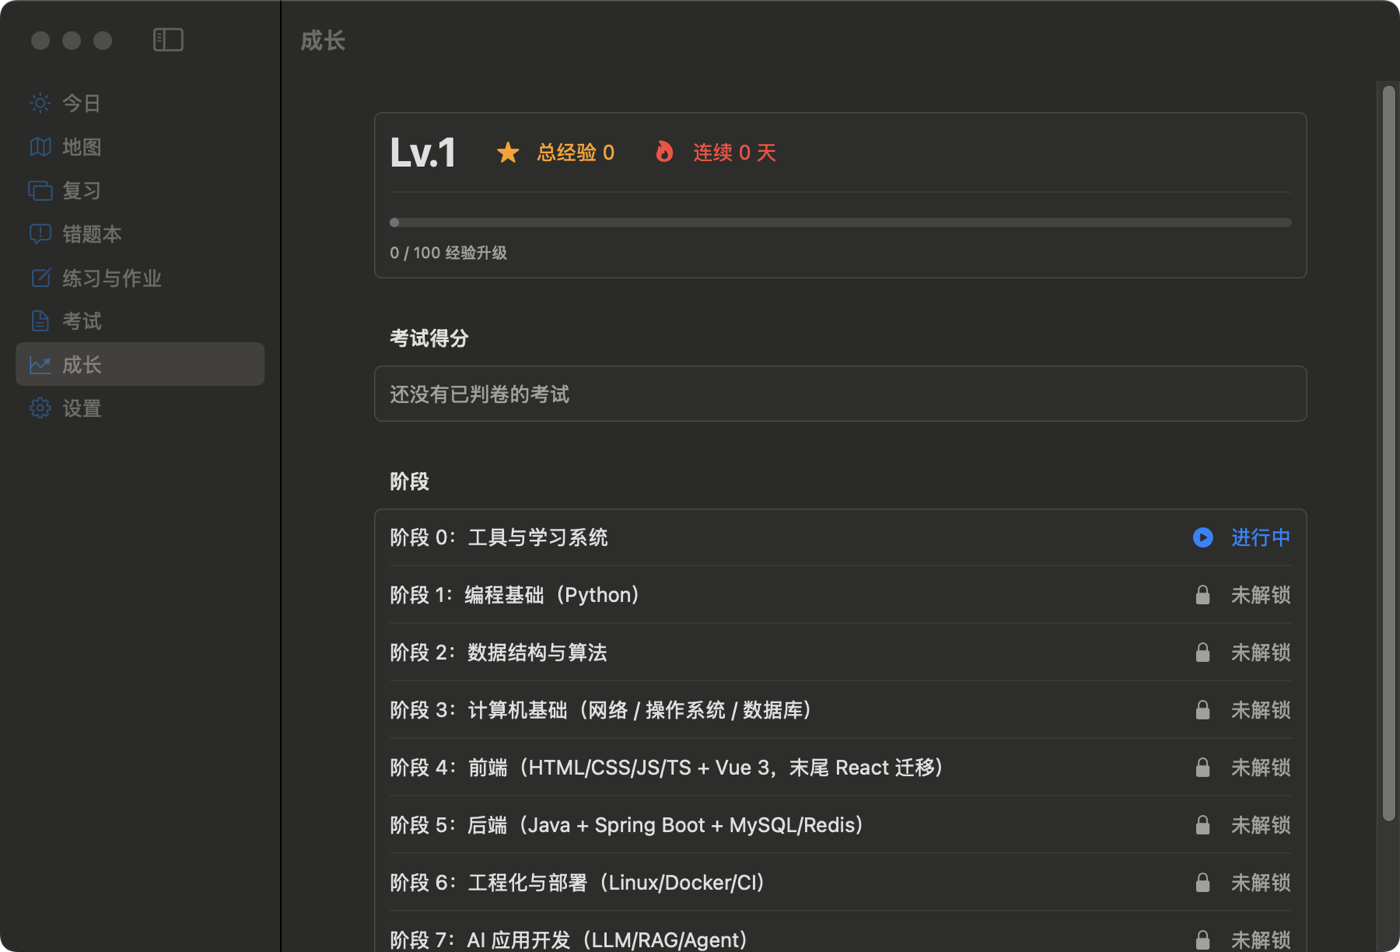 成长
今日
地图
复习
错题本
练习与作业
考试
成长
设置
Lv.1 总经验 0 连续 0 天
0 / 100 经验升级
考试得分
还没有已判卷的考试
阶段
阶段 0：工具与学习系统 进行中
阶段 1：编程基础（Python） 未解锁
阶段 2：数据结构与算法 未解锁
阶段 3：计算机基础（网络 / 操作系统 / 数据库） 未解锁
阶段 4：前端（HTML/CSS/JS/TS + Vue 3，末尾 React 迁移） 未解锁
阶段 5：后端（Java + Spring Boot + MySQL/Redis） 未解锁
阶段 6：工程化与部署（Linux/Docker/CI） 未解锁
阶段 7：AI 应用开发（LLM/RAG/Agent） 未解锁